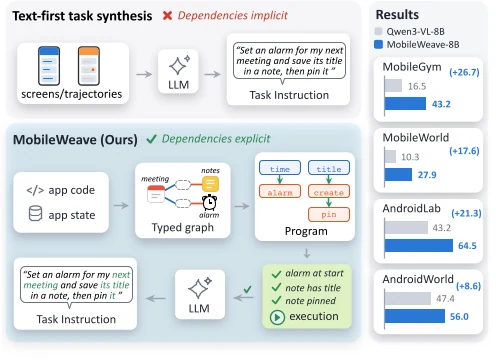 Text-first task synthesis ✖ Dependencies implicit
screens/trajectories
LLM
"Set an alarm for my next
meeting and save its title
in a note, then pin it "
Task Instruction
MobileWeave (Ours) ✔ Dependencies explicit
</> app code
app state
meeting
notes
alarm
Typed graph
time title
alarm create
pin
Program
"Set an alarm for my next
meeting and save its title
in a note, then pin it "
Task Instruction
LLM
✔ alarm at start
✔ note has title
✔ note pinned
execution
Results
Qwen3-VL-8B
MobileWeave-8B
MobileGym
(+26.7)
16.5
43.2
MobileWorld
(+17.6)
10.3
27.9
AndroidLab
(+21.3)
43.2
64.5
AndroidWorld
(+8.6)
47.4
56.0